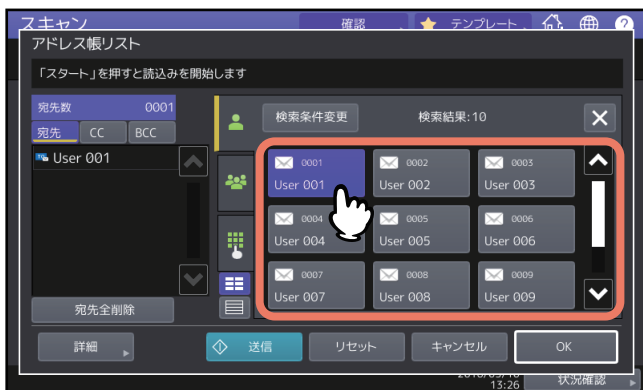 スキャン
確認
テンプレート
アドレス帳リスト
「スタート」を押すと読込みを開始します
宛先数 0001
宛先 CC BCC
User 001
宛先全削除
検索条件変更 検索結果:10
0001
User 001
0002
User 002
0003
User 003
0004
User 004
0005
User 005
0006
User 006
0007
User 007
0008
User 008
0009
User 009
詳細
送信
リセット
キャンセル
OK
13:26
状況確認